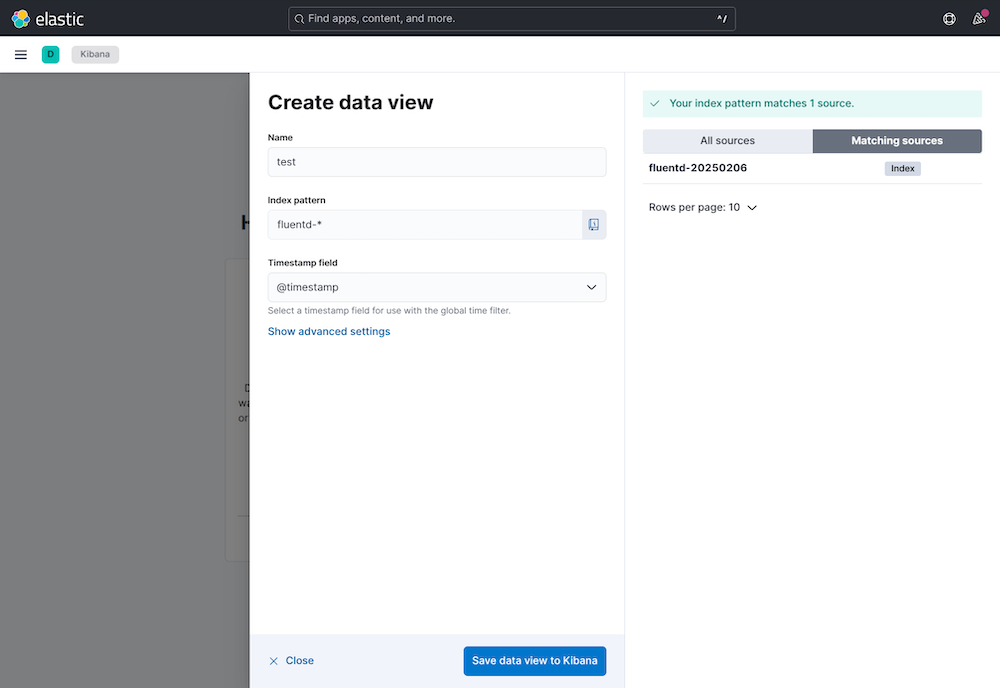 elastic
Find apps, content, and more.
^/
D
Kibana
Create data view
Name
test
Index pattern
fluentd-*
Timestamp field
@timestamp
Select a timestamp field for use with the global time filter.
Show advanced settings
Close
Save data view to Kibana
Your index pattern matches 1 source.
All sources
Matching sources
fluentd-20250206
Index
Rows per page: 10
or